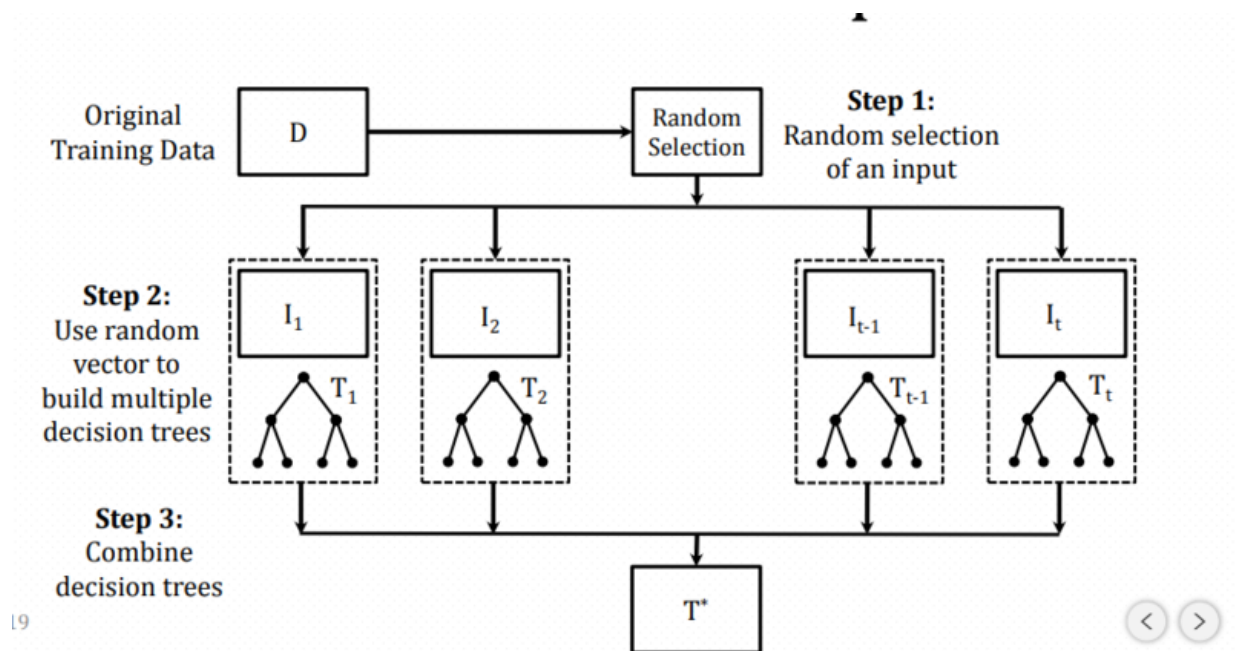 Original
Training Data
D
Random
Selection
Step 1:
Random selection
of an input
Step 2:
Use random
vector to
build multiple
decision trees
I₁
I₂
Iₜ₋₁
Iₜ
T₁
T₂
Tₜ₋₁
Tₜ
Step 3:
Combine
decision trees
T*
19